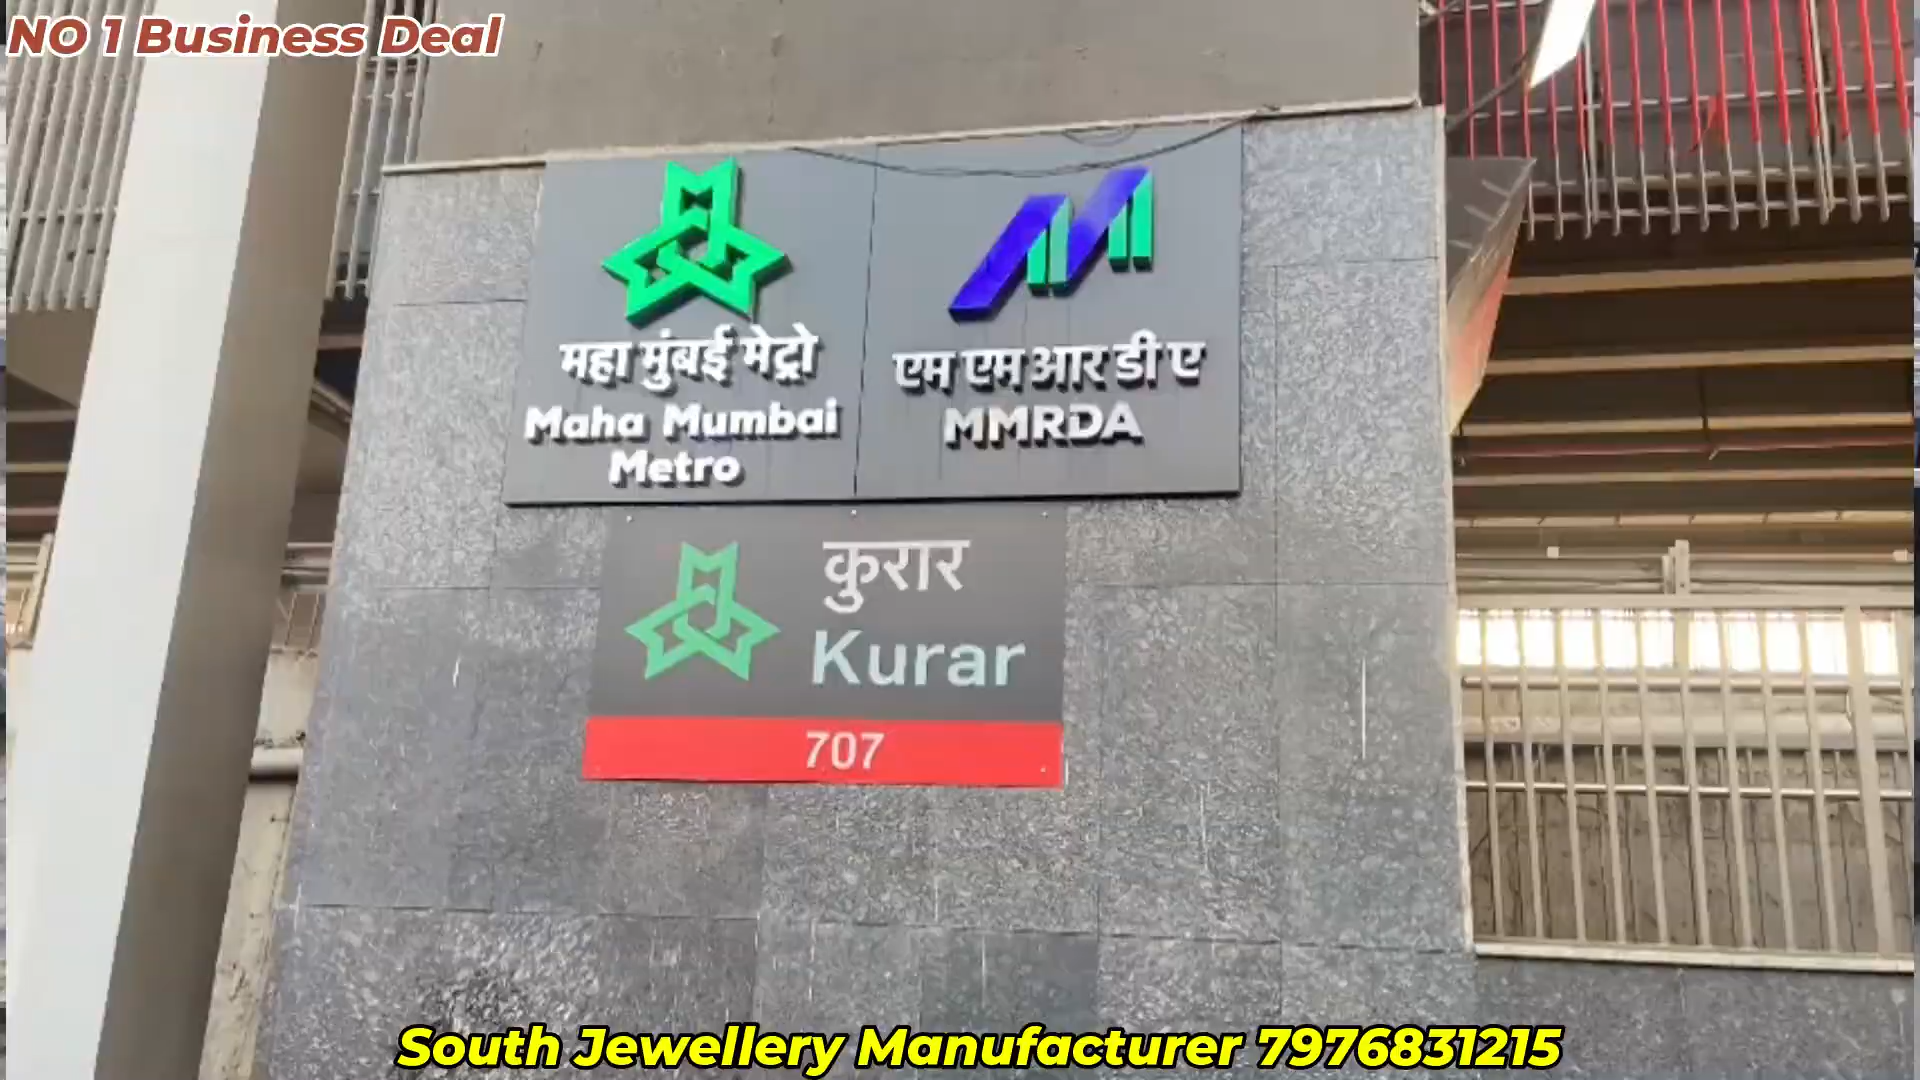 NO 1 Business Deal
महा मुंबई मेट्रो
Maha Mumbai
Metro
एम एम आर डी ए
MMRDA
कुरार
Kurar
707
South Jewellery Manufacturer 7976831215